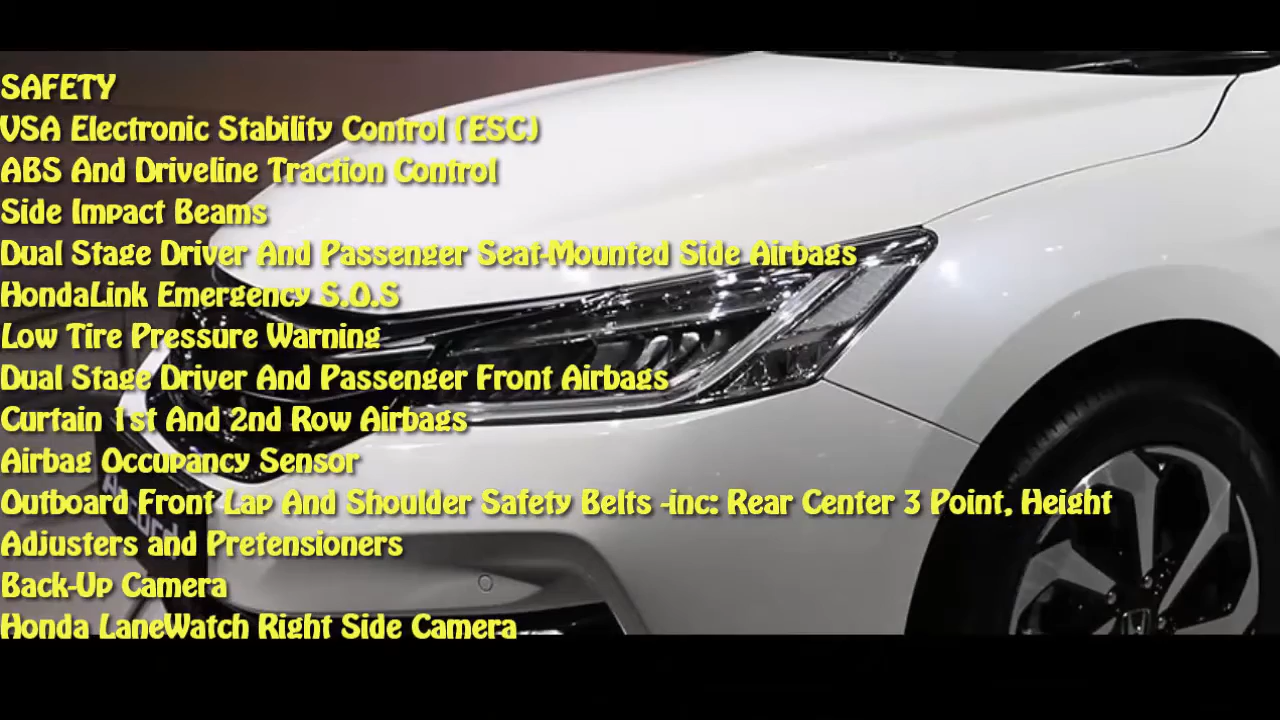 SAFETY
VSA Electronic Stability Control (ESC)
ABS And Driveline Traction Control
Side Impact Beams
Dual Stage Driver And Passenger Seat-Mounted Side Airbags
HondaLink Emergency S.O.S
Low Tire Pressure Warning
Dual Stage Driver And Passenger Front Airbags
Curtain 1st And 2nd Row Airbags
Airbag Occupancy Sensor
Outboard Front Lap And Shoulder Safety Belts -inc: Rear Center 3 Point, Height
Adjusters and Pretensioners
Back-Up Camera
Honda LaneWatch Right Side Camera
Accord